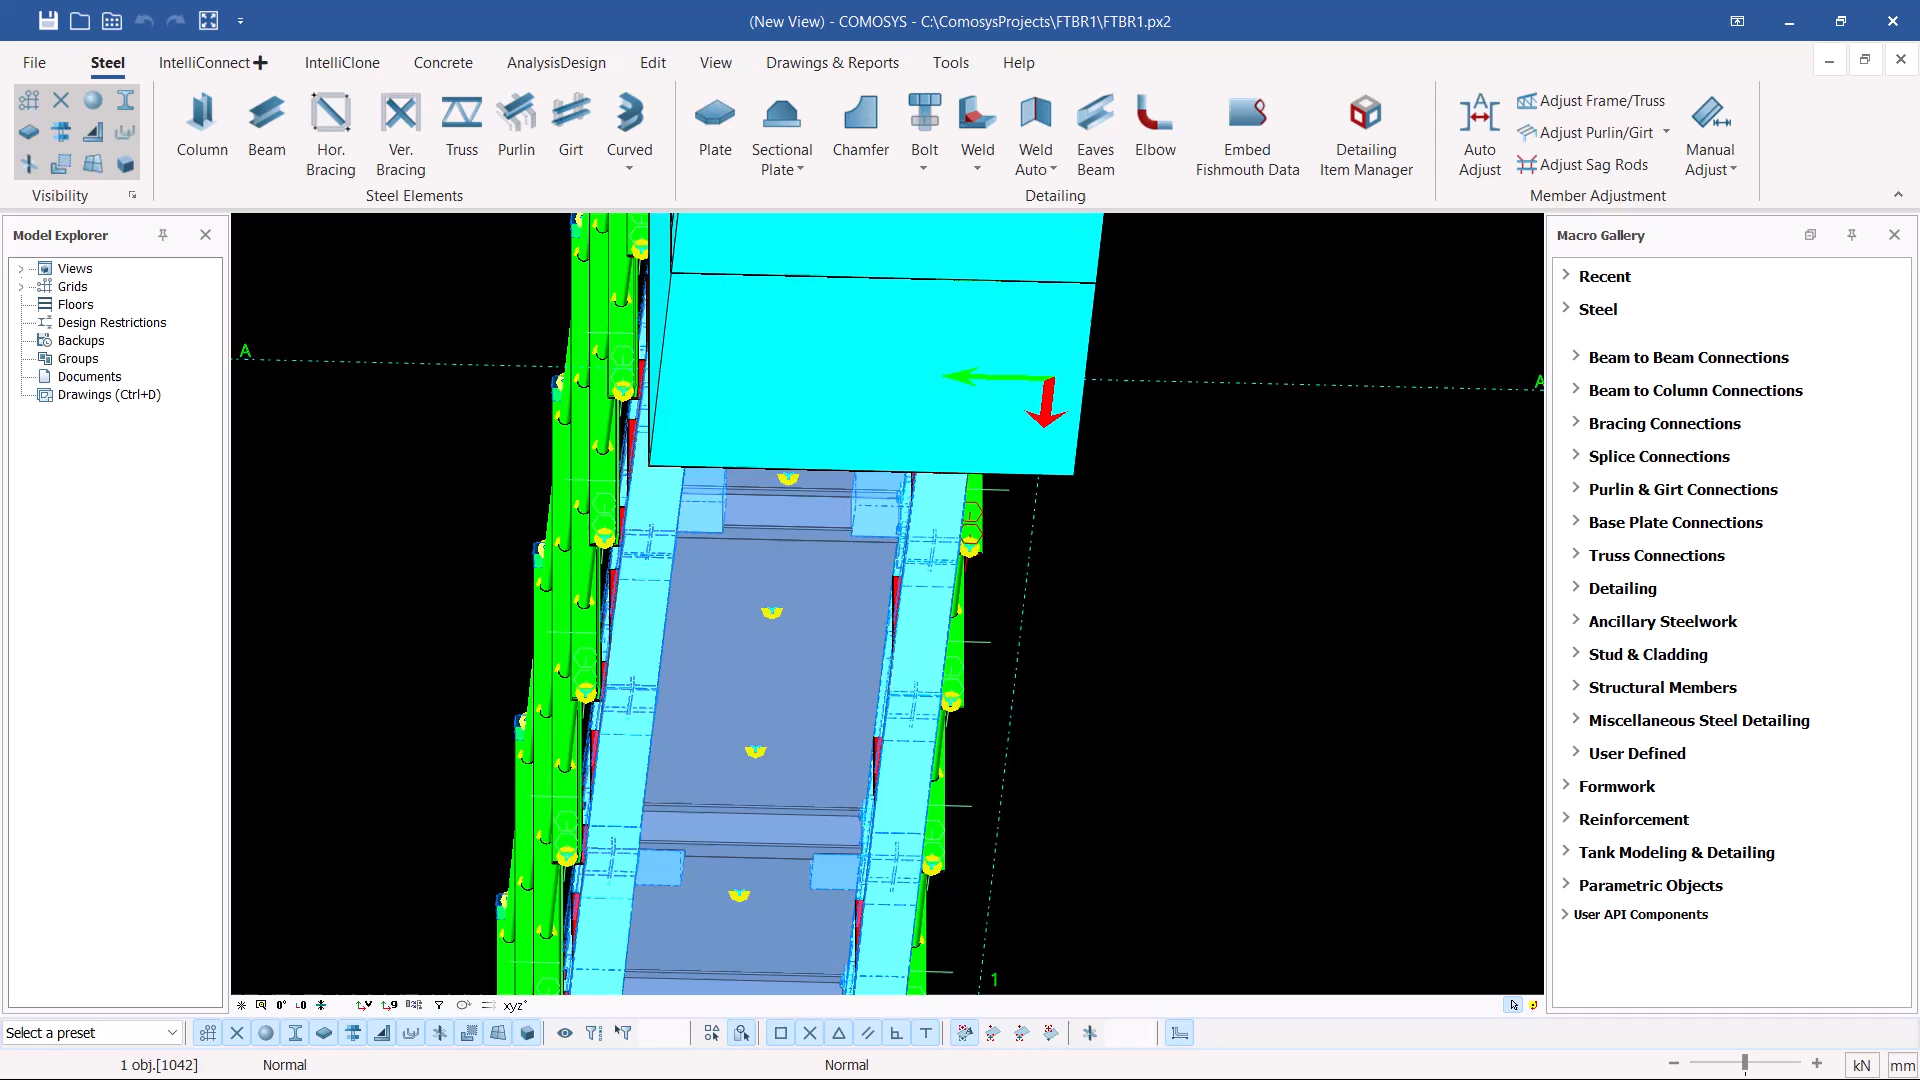 (New View) - COMOSYS - C:\ComosysProjects\FTBR1\FTBR1.px2
File Steel IntelliConnect IntelliClone Concrete AnalysisDesign Edit View Drawings & Reports Tools Help
Column Beam Hor. Bracing Ver. Bracing Truss Purlin Girt Curved
Plate Sectional Plate Chamfer Bolt Weld Weld Auto Eaves Beam Elbow Embed Fishmouth Data Detailing Item Manager
Auto Adjust
Adjust Frame/Truss
Adjust Purlin/Girt
Adjust Sag Rods
Manual Adjust
Visibility Steel Elements Detailing Member Adjustment
Model Explorer
Views
Grids
Floors
Design Restrictions
Backups
Groups
Documents
Drawings (Ctrl+D)
A
A
1
xyz
Macro Gallery
Recent
Steel
Beam to Beam Connections
Beam to Column Connections
Bracing Connections
Splice Connections
Purlin & Girt Connections
Base Plate Connections
Truss Connections
Detailing
Ancillary Steelwork
Stud & Cladding
Structural Members
Miscellaneous Steel Detailing
User Defined
Formwork
Reinforcement
Tank Modeling & Detailing
Parametric Objects
User API Components
Select a preset
1 obj.[1042] Normal Normal kN mm